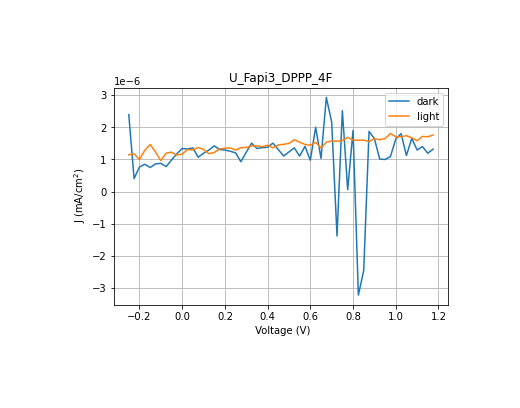 U_Fapi3_DPPP_4F
1e−6
dark
light
3
2
1
0
−1
−2
−3
J (mA/cm²)
−0.2 0.0 0.2 0.4 0.6 0.8 1.0 1.2
Voltage (V)